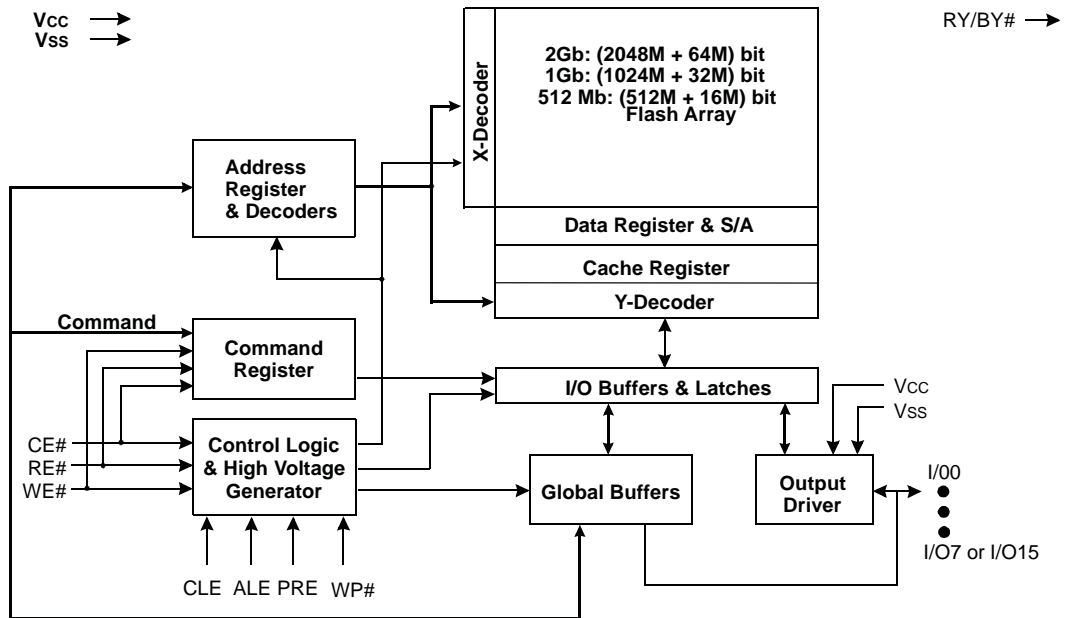 Vcc
Vss
RY/BY#
2Gb: (2048M + 64M) bit
1Gb: (1024M + 32M) bit
512 Mb: (512M + 16M) bit
Flash Array
X-Decoder
Address
Register
& Decoders
Data Register & S/A
Cache Register
Y-Decoder
Command
Command
Register
I/O Buffers & Latches
Vcc
Vss
CE#
RE#
WE#
Control Logic
& High Voltage
Generator
Global Buffers
Output
Driver
I/00
I/O7 or I/O15
CLE ALE PRE WP#